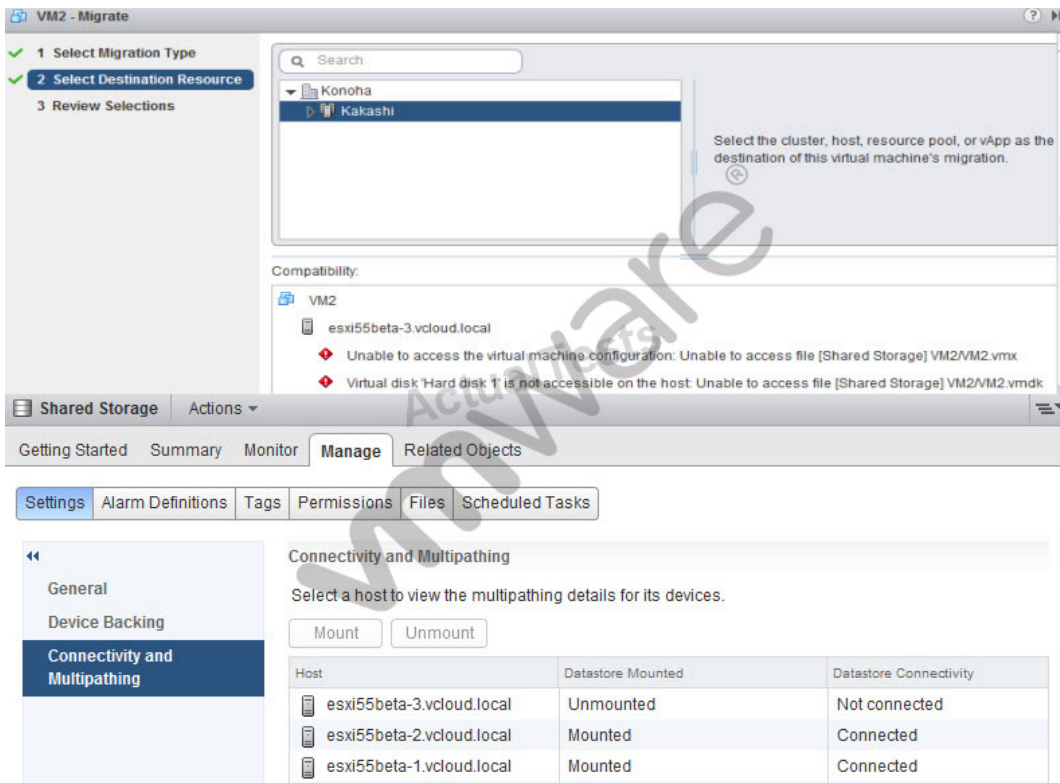 VM2 - Migrate
1 Select Migration Type
2 Select Destination Resource
3 Review Selections
Search
Konoha
Kakashi
Select the cluster, host, resource pool, or vApp as the
destination of this virtual machine's migration.
Compatibility:
VM2
esxi55beta-3.vcloud.local
Unable to access the virtual machine configuration: Unable to access file [Shared Storage] VM2/VM2.vmx
Virtual disk 'Hard disk 1' is not accessible on the host: Unable to access file [Shared Storage] VM2/VM2.vmdk
Shared Storage Actions
Getting Started Summary Monitor Manage Related Objects
Settings Alarm Definitions Tags Permissions Files Scheduled Tasks
Connectivity and Multipathing
Select a host to view the multipathing details for its devices.
Mount Unmount
General
Device Backing
Connectivity and
Multipathing
Host Datastore Mounted Datastore Connectivity
esxi55beta-3.vcloud.local Unmounted Not connected
esxi55beta-2.vcloud.local Mounted Connected
esxi55beta-1.vcloud.local Mounted Connected
vmware®
ActualTests